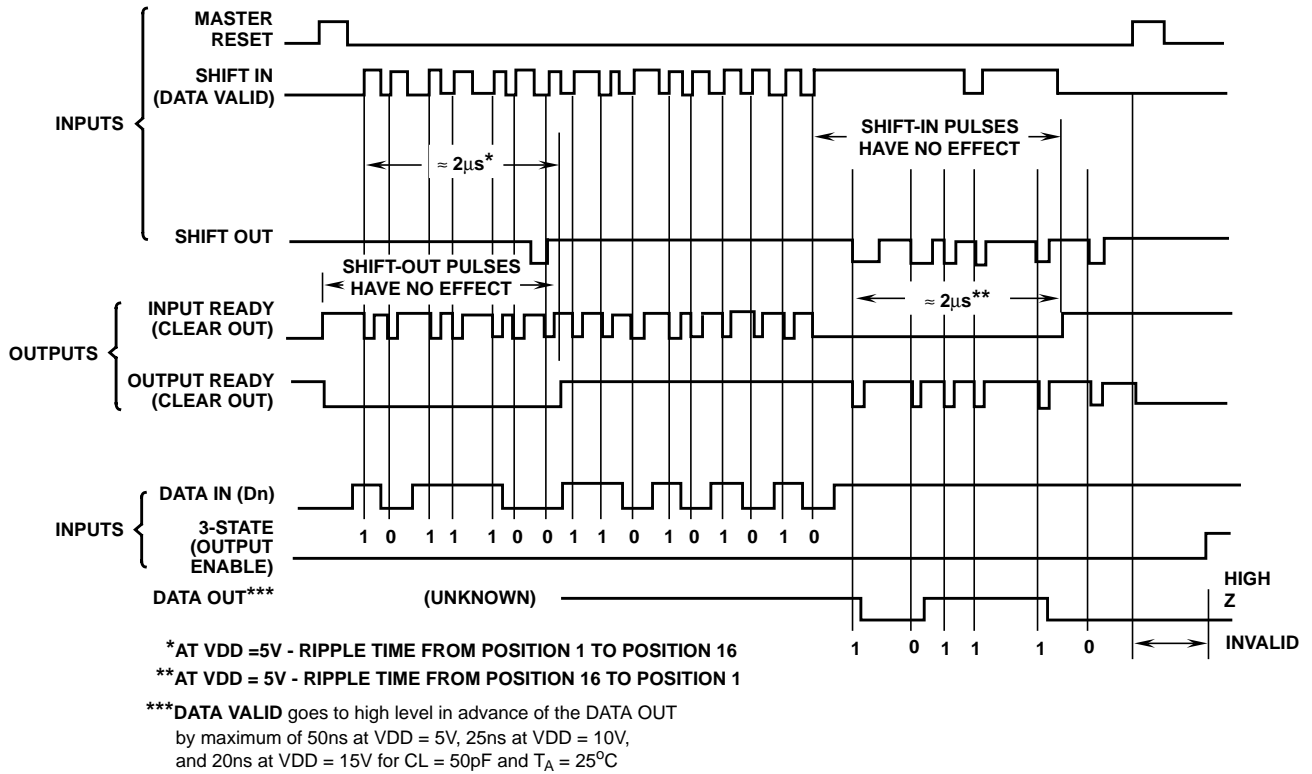 MASTER
RESET
SHIFT IN
(DATA VALID)
INPUTS
SHIFT-IN PULSES
HAVE NO EFFECT
≈ 2μs*
SHIFT OUT
SHIFT-OUT PULSES
HAVE NO EFFECT
≈ 2μs**
INPUT READY
(CLEAR OUT)
OUTPUTS
OUTPUT READY
(CLEAR OUT)
DATA IN (Dn)
INPUTS
3-STATE
(OUTPUT
ENABLE)
1 0 1 1 1 0 0 1 1 0 1 0 1 0 1 0
DATA OUT***
(UNKNOWN)
HIGH
Z
1 0 1 1 1 0
INVALID
*AT VDD =5V - RIPPLE TIME FROM POSITION 1 TO POSITION 16
**AT VDD = 5V - RIPPLE TIME FROM POSITION 16 TO POSITION 1
***DATA VALID goes to high level in advance of the DATA OUT
by maximum of 50ns at VDD = 5V, 25ns at VDD = 10V,
and 20ns at VDD = 15V for CL = 50pF and TA = 25oC